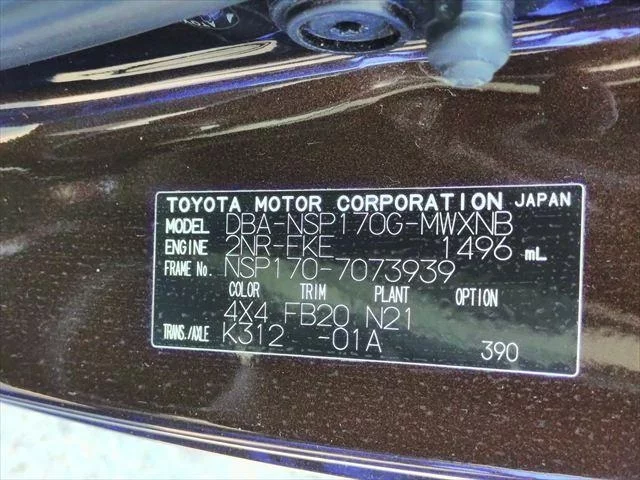 TOYOTA MOTOR CORPORATION JAPAN
MODEL DBA-NSP170G-MWXNB
ENGINE 2NR-FKE 1496 mL
FRAME No. NSP170-7073939
COLOR TRIM PLANT OPTION
4X4 FB20 N21
TRANS./AXLE K312 -01A
390